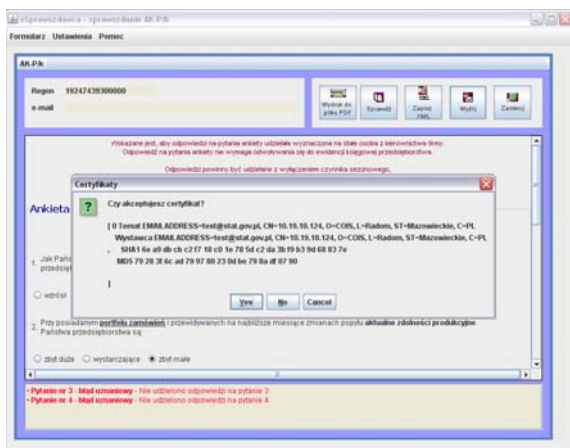 eSprawozdawca - sprawozdanie AK-P/k
Formularz Ustawienia Pomoc
AK-P/k
Regon 19247439300000
e-mail
Wydruk do pliku PDF
Sprawdź
Zapisz XML
Wyślij
Zamknij
Wskazane jest, aby odpowiedzi na pytania ankiety udzielała wyznaczona na stałe osoba z kierownictwa firmy.
Odpowiedź na pytania ankiety nie wymaga odwoływania się do ewidencji księgowej przedsiębiorstwa.
Odpowiedzi powinny być udzielane z wyłączeniem czynnika sezonowego,
Certyfikaty
Czy akceptujesz certyfikat?
[ 0 Temat EMAILADDRESS=test@stat.gov.pl, CN=10.19.10.124, O=COIS, L=Radom, ST=Mazowieckie, C=PL
Wystawca EMAILADDRESS=test@stat.gov.pl, CN=10.19.10.124, O=COIS, L=Radom, ST=Mazowieckie, C=PL
, SHA1 6e a9 db cb c2 f7 18 c0 1e 78 5d c2 da 3b f9 b3 9d 68 83 7e
MD5 79 28 3f 6c ad 79 97 80 23 0d be 79 8a df 07 90
]
Yes No Cancel
Ankieta
1. Jak Pańs
przedsięb
wzrósł
2. Przy posiadanym portfelu zamówień i przewidywanych na najbliższe miesiące zmianach popytu aktualne zdolności produkcyjne
Państwa przedsiębiorstwa są
zbyt duże wystarczające zbyt małe
• Pytanie nr 3 - błąd uznaniowy - Nie udzielono odpowiedzi na pytanie 3
• Pytanie nr 4 - błąd uznaniowy - Nie udzielono odpowiedzi na pytanie 4